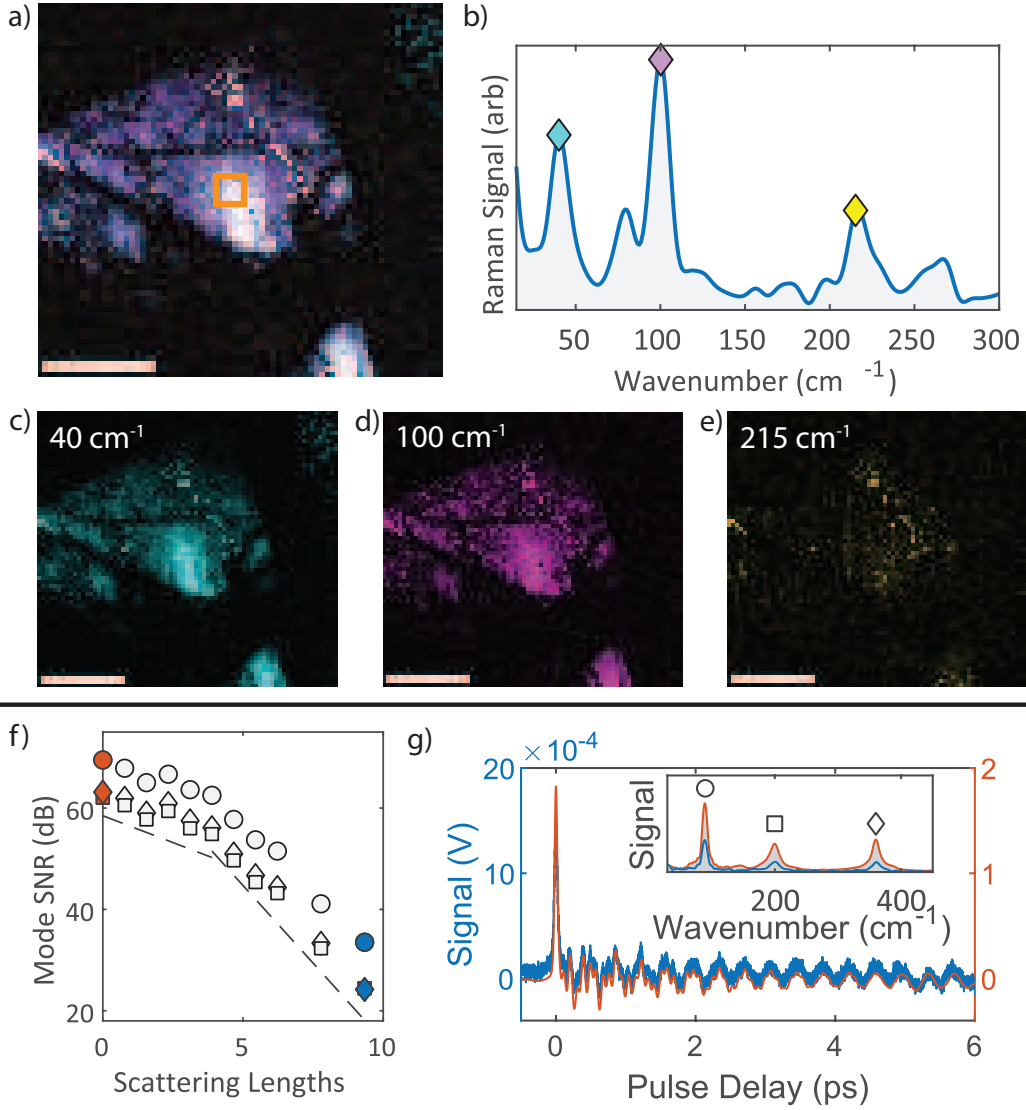 a)
b)
Raman Signal (arb)
50 100 150 200 250 300
Wavenumber (cm -1)
c)
40 cm-1
d)
100 cm-1
e)
215 cm-1
f)
Mode SNR (dB)
60
40
20
0 5 10
Scattering Lengths
g)
× 10-4
20
10
0
Signal (V)
2
1
0
Signal
200 400
Wavenumber (cm-1)
0 2 4 6
Pulse Delay (ps)